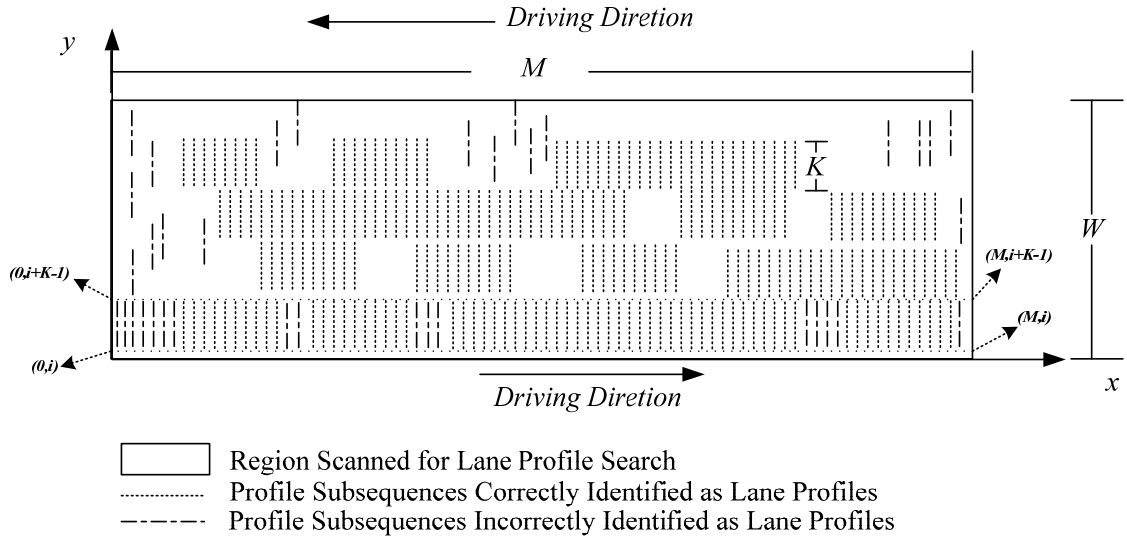 Driving Diretion
y
M
K
W
(0,i+K-1)
(M,i+K-1)
(M,i)
(0,i)
x
Driving Diretion
Region Scanned for Lane Profile Search
Profile Subsequences Correctly Identified as Lane Profiles
Profile Subsequences Incorrectly Identified as Lane Profiles